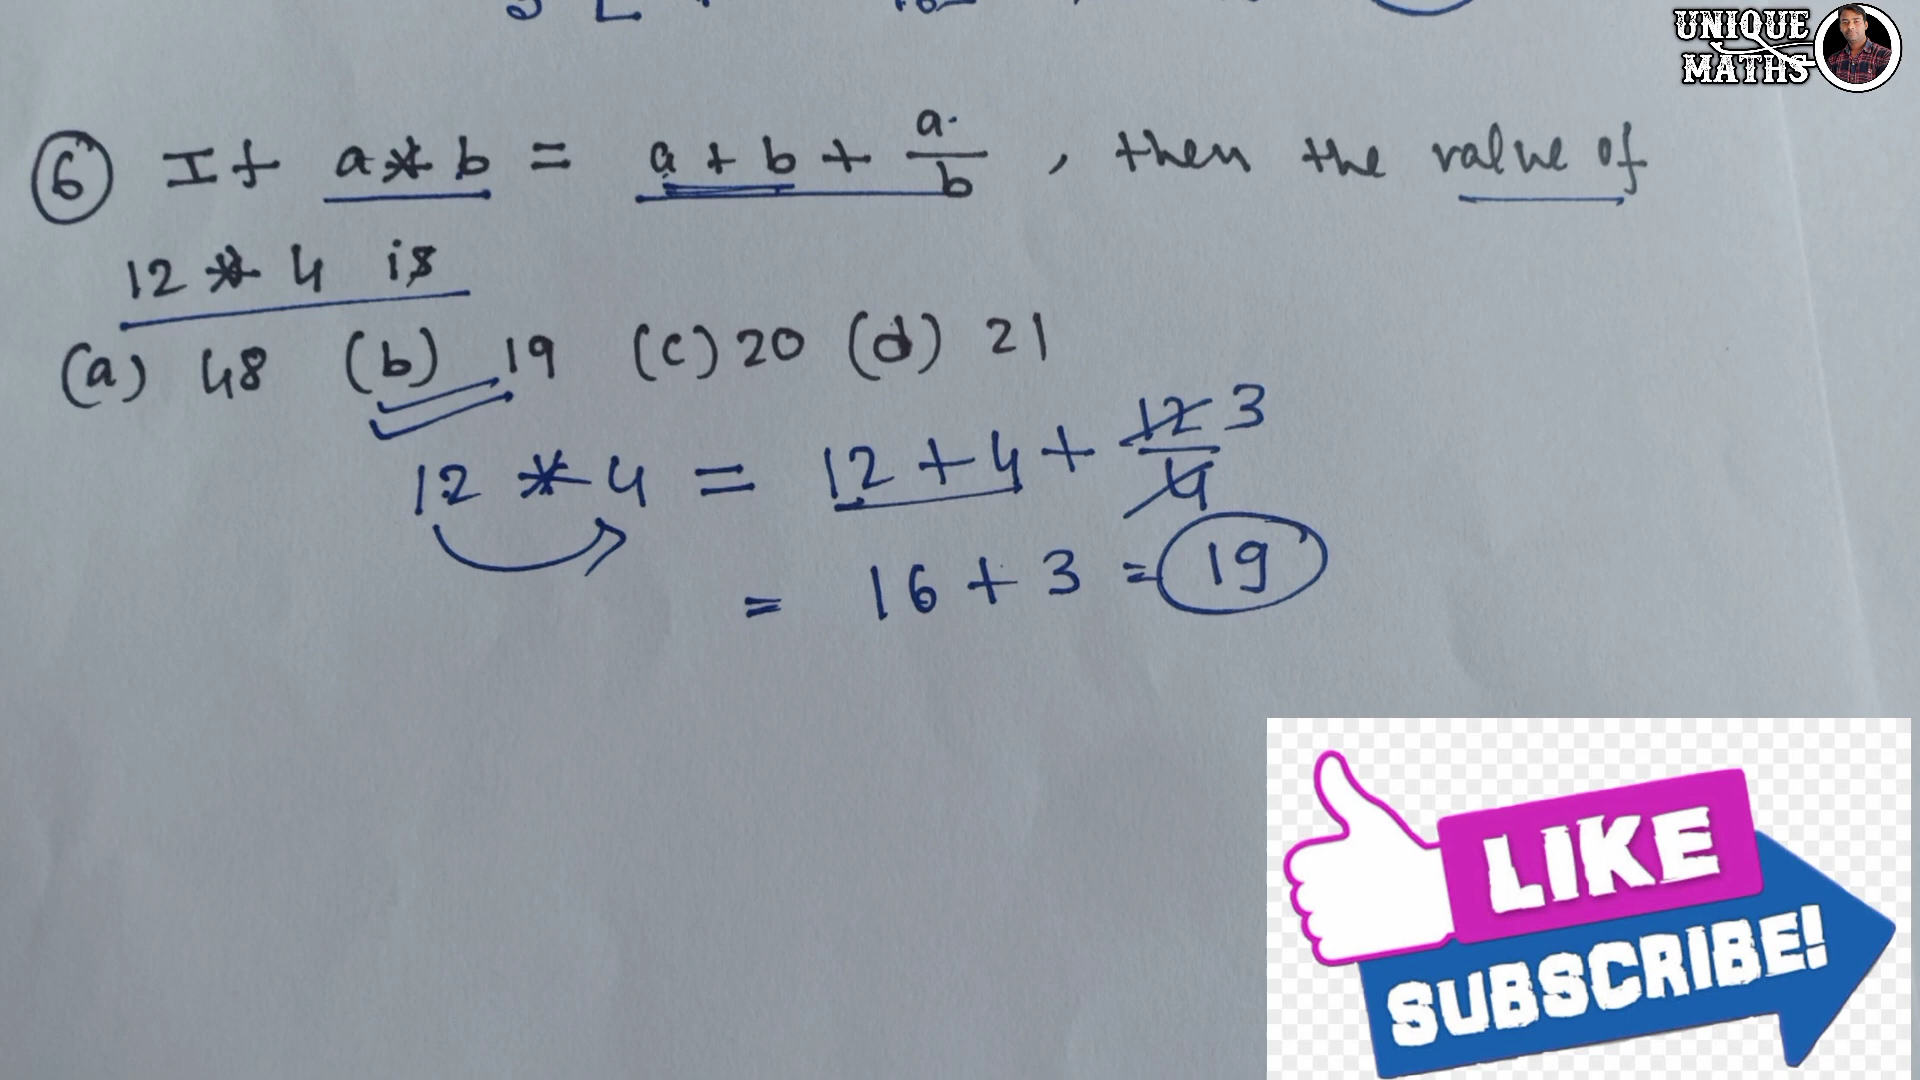 UNIQUE
MATHS
6 If a * b = a + b + a/b , then the value of
12 * 4 is
(a) 48 (b) 19 (c) 20 (d) 21
12 * 4 = 12 + 4 + 12/4 3
= 16 + 3 = 19
LIKE
SUBSCRIBE!